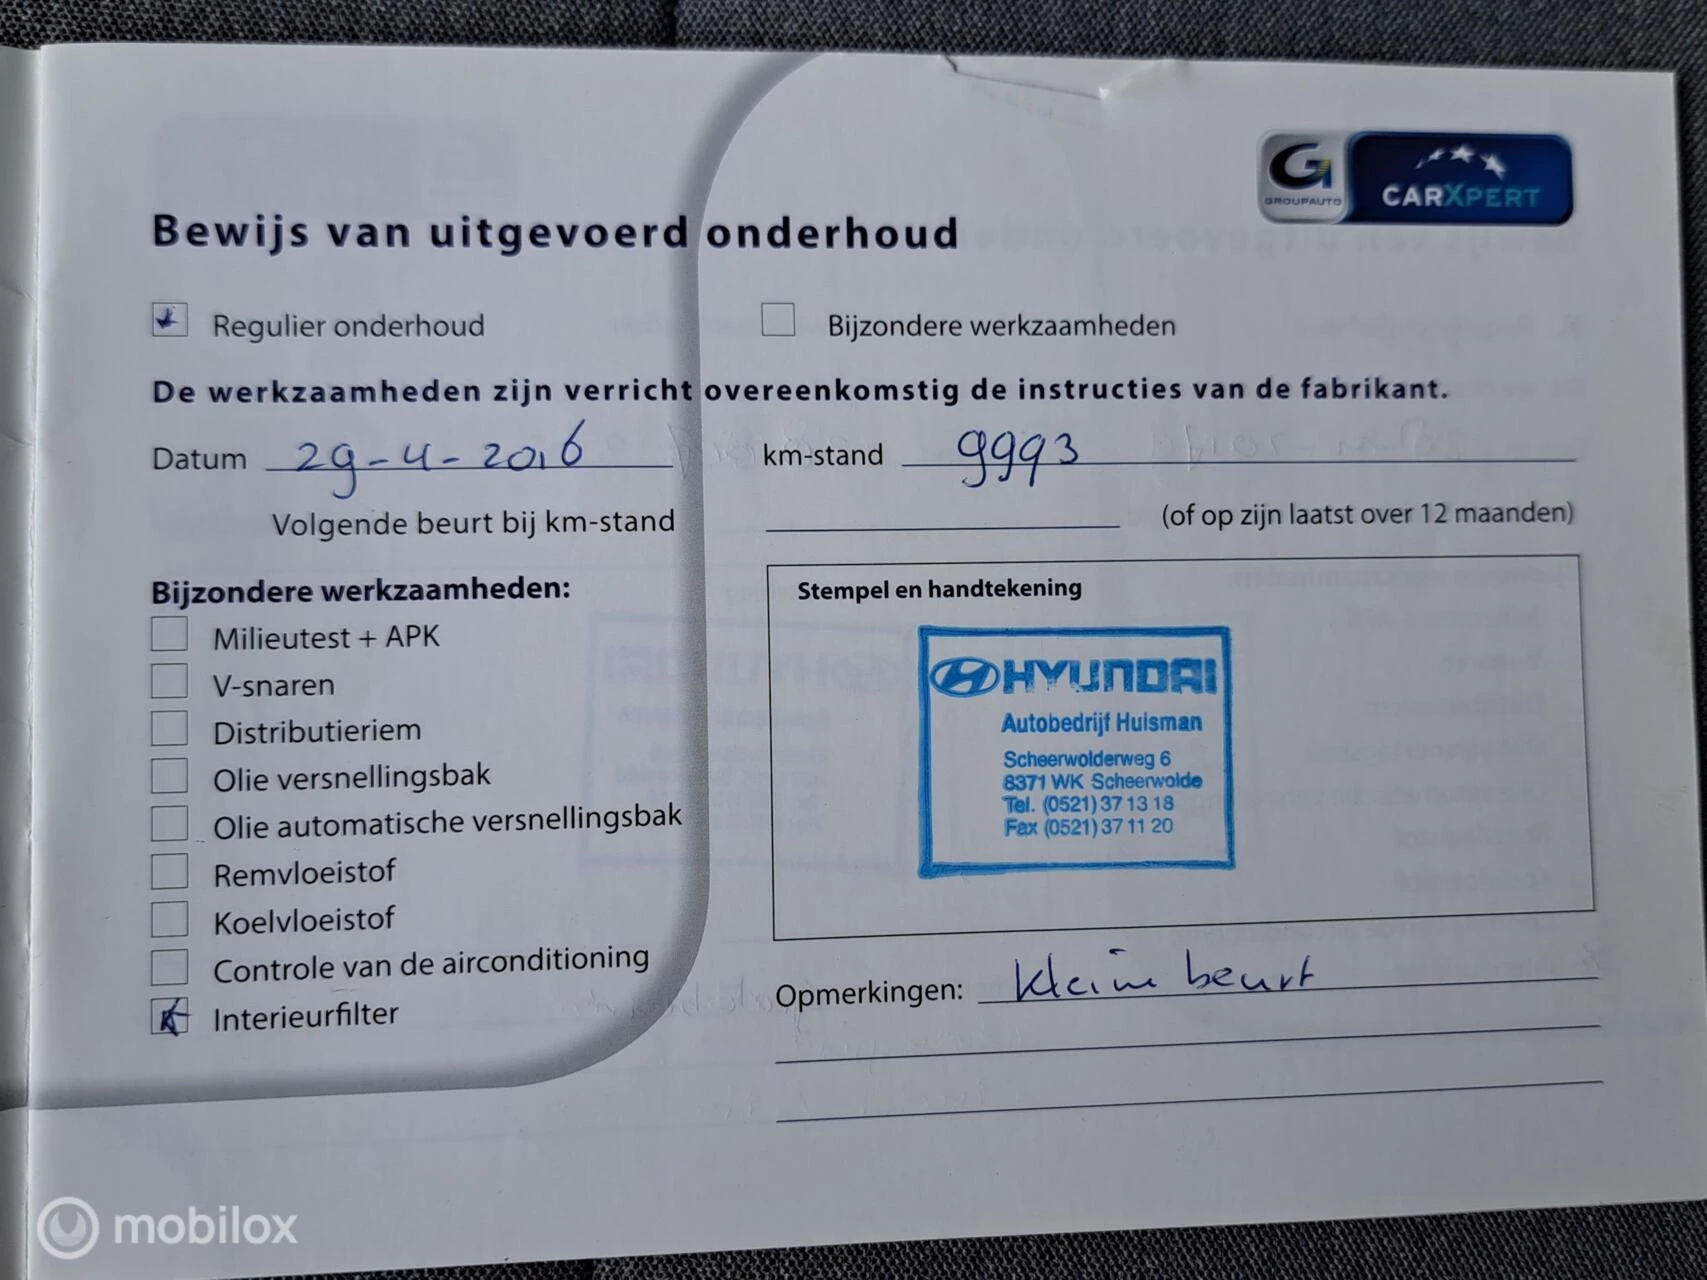 GROUPAUTO
CARXPERT
Bewijs van uitgevoerd onderhoud
Regulier onderhoud
Bijzondere werkzaamheden
De werkzaamheden zijn verricht overeenkomstig de instructies van de fabrikant.
Datum 29-4-2016 km-stand 9993
Volgende beurt bij km-stand (of op zijn laatst over 12 maanden)
Bijzondere werkzaamheden:
Milieutest + APK
V-snaren
Distributieriem
Olie versnellingsbak
Olie automatische versnellingsbak
Remvloeistof
Koelvloeistof
Controle van de airconditioning
Interieurfilter
Stempel en handtekening
HYUNDAI
Autobedrijf Huisman
Scheerwolderweg 6
8371 WK Scheerwolde
Tel. (0521) 37 13 18
Fax (0521) 37 11 20
Opmerkingen: kleine beurt
mobilox